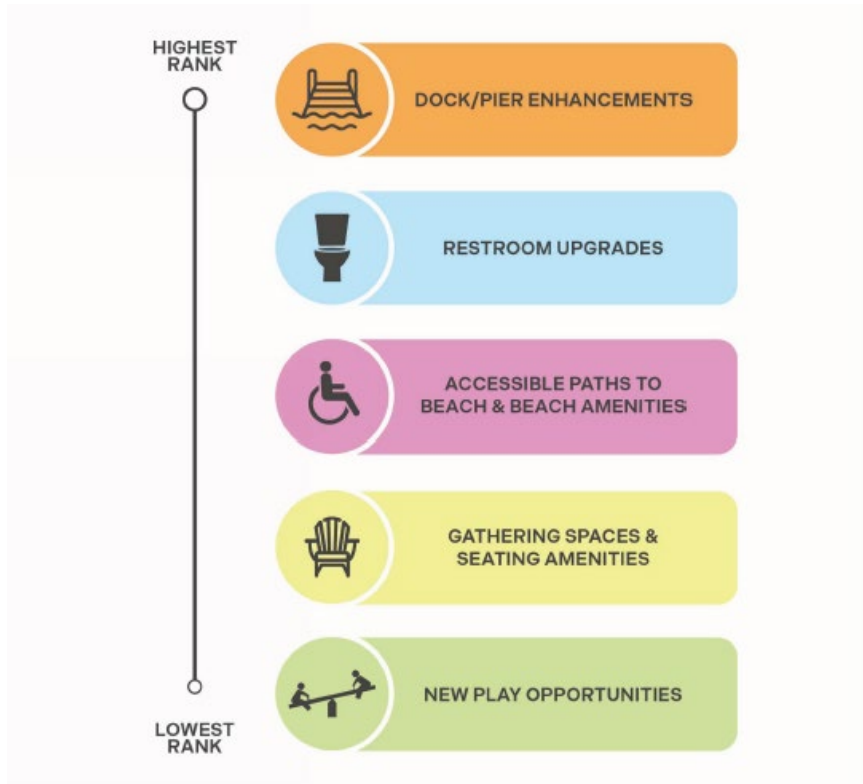 HIGHEST
RANK
DOCK/PIER ENHANCEMENTS
RESTROOM UPGRADES
ACCESSIBLE PATHS TO
BEACH & BEACH AMENITIES
GATHERING SPACES &
SEATING AMENITIES
NEW PLAY OPPORTUNITIES
LOWEST
RANK